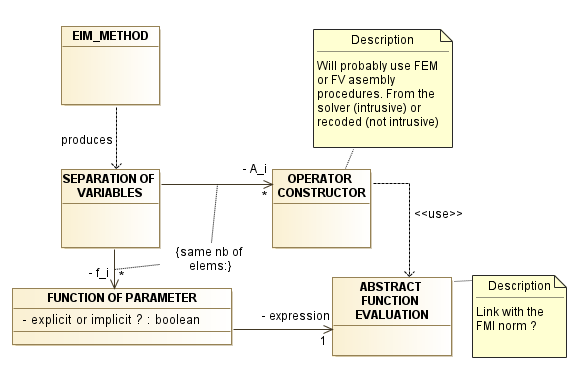 EIM_METHOD
Description
Will probably use FEM
or FV asembly
procedures. From the
solver (intrusive) or
recoded (not intrusive)
produces
SEPARATION OF
VARIABLES
- A_i
*
OPERATOR
CONSTRUCTOR
<<use>>
{same nb of
elems:}
- f_i
*
FUNCTION OF PARAMETER
- explicit or implicit ? : boolean
- expression
1
ABSTRACT
FUNCTION
EVALUATION
Description
Link with the
FMI norm ?